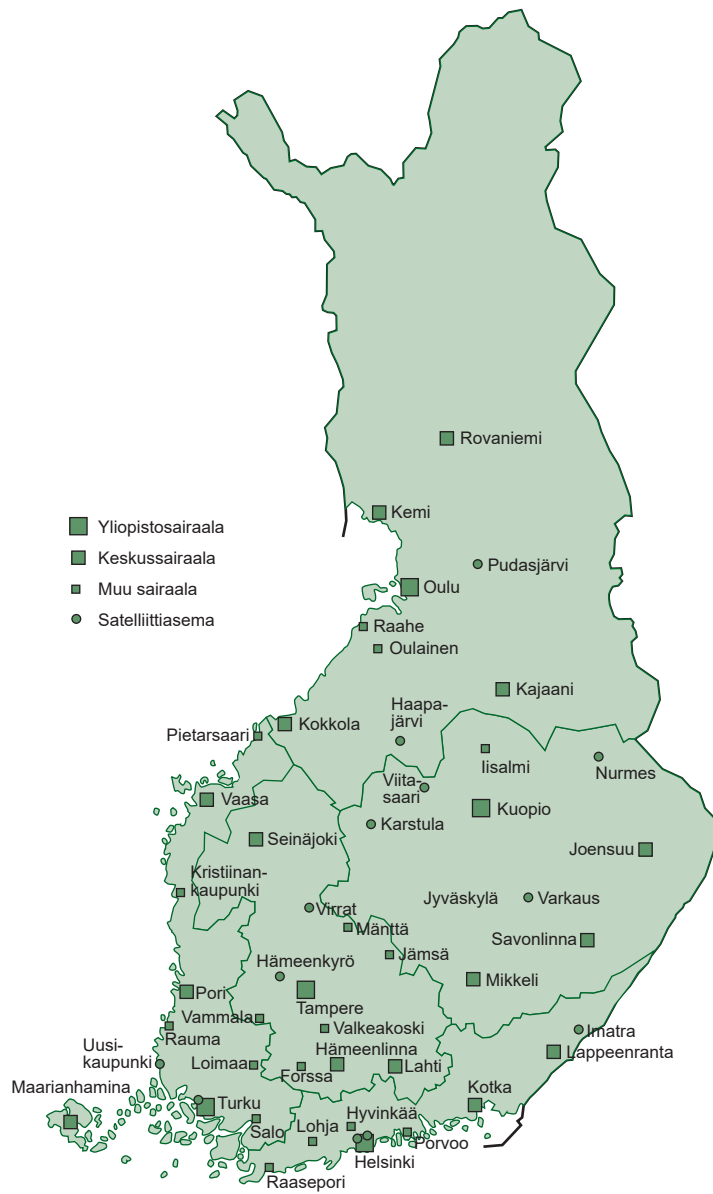 Rovaniemi
Kemi
Yliopistosairaala
Keskussairaala
Muu sairaala
Satelliittiasema
Pudasjärvi
Oulu
Raahe
Oulainen
Kajaani
Haapa-
järvi
Kokkola
Pietarsaari
Iisalmi
Nurmes
Viita-
saari
Vaasa
Kuopio
Karstula
Seinäjoki
Joensuu
Kristiinan-
kaupunki
Jyväskylä
Varkaus
Virrat
Mänttä
Savonlinna
Jämsä
Hämeenkyrö
Mikkeli
Pori
Tampere
Vammala
Valkeakoski
Rauma
Imatra
Uusi-
kaupunki
Hämeenlinna
Lappeenranta
Loimaa
Forssa
Lahti
Maarianhamina
Kotka
Turku
Hyvinkää
Salo
Lohja
Porvoo
Helsinki
Raasepori